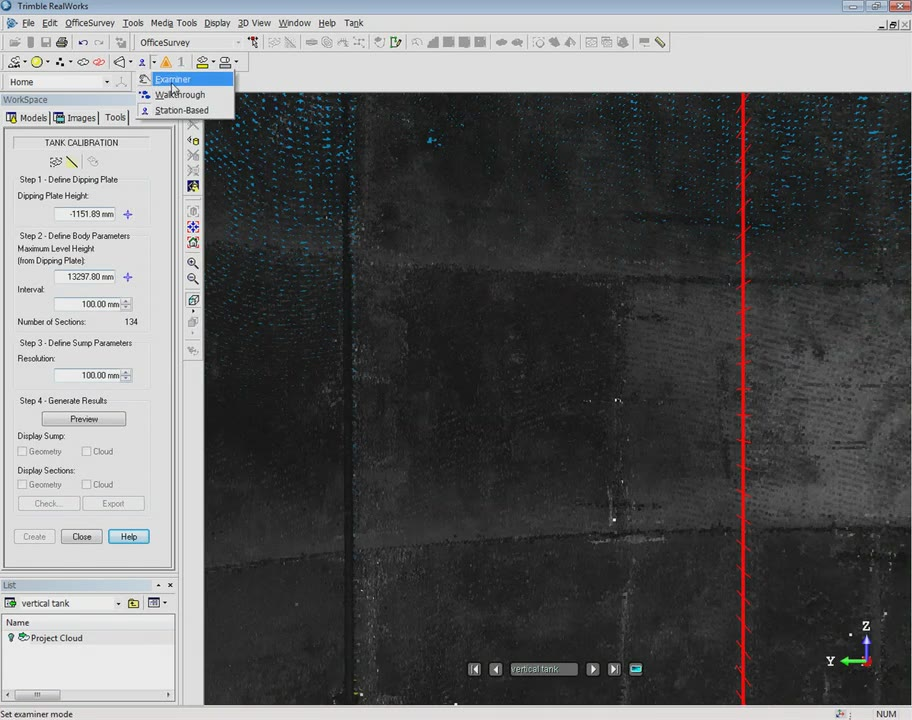 Trimble RealWorks
File Edit OfficeSurvey Tools Media Tools Display 3D View Window Help Tank
OfficeSurvey
1
Home
Examiner
Walkthrough
Station-Based
WorkSpace
Models Images Tools
TANK CALIBRATION
Step 1 - Define Dipping Plate
Dipping Plate Height:
-1151.89 mm
Step 2 - Define Body Parameters
Maximum Level Height
(from Dipping Plate):
13297.80 mm
Interval:
100.00 mm
Number of Sections: 134
Step 3 - Define Sump Parameters
Resolution:
100.00 mm
Step 4 - Generate Results
Preview
Display Sump:
Geometry Cloud
Display Sections:
Geometry Cloud
Check... Export
Create Close Help
List
vertical tank
Name
Project Cloud
vertical tank
Z
Y
Set examiner mode
NUM